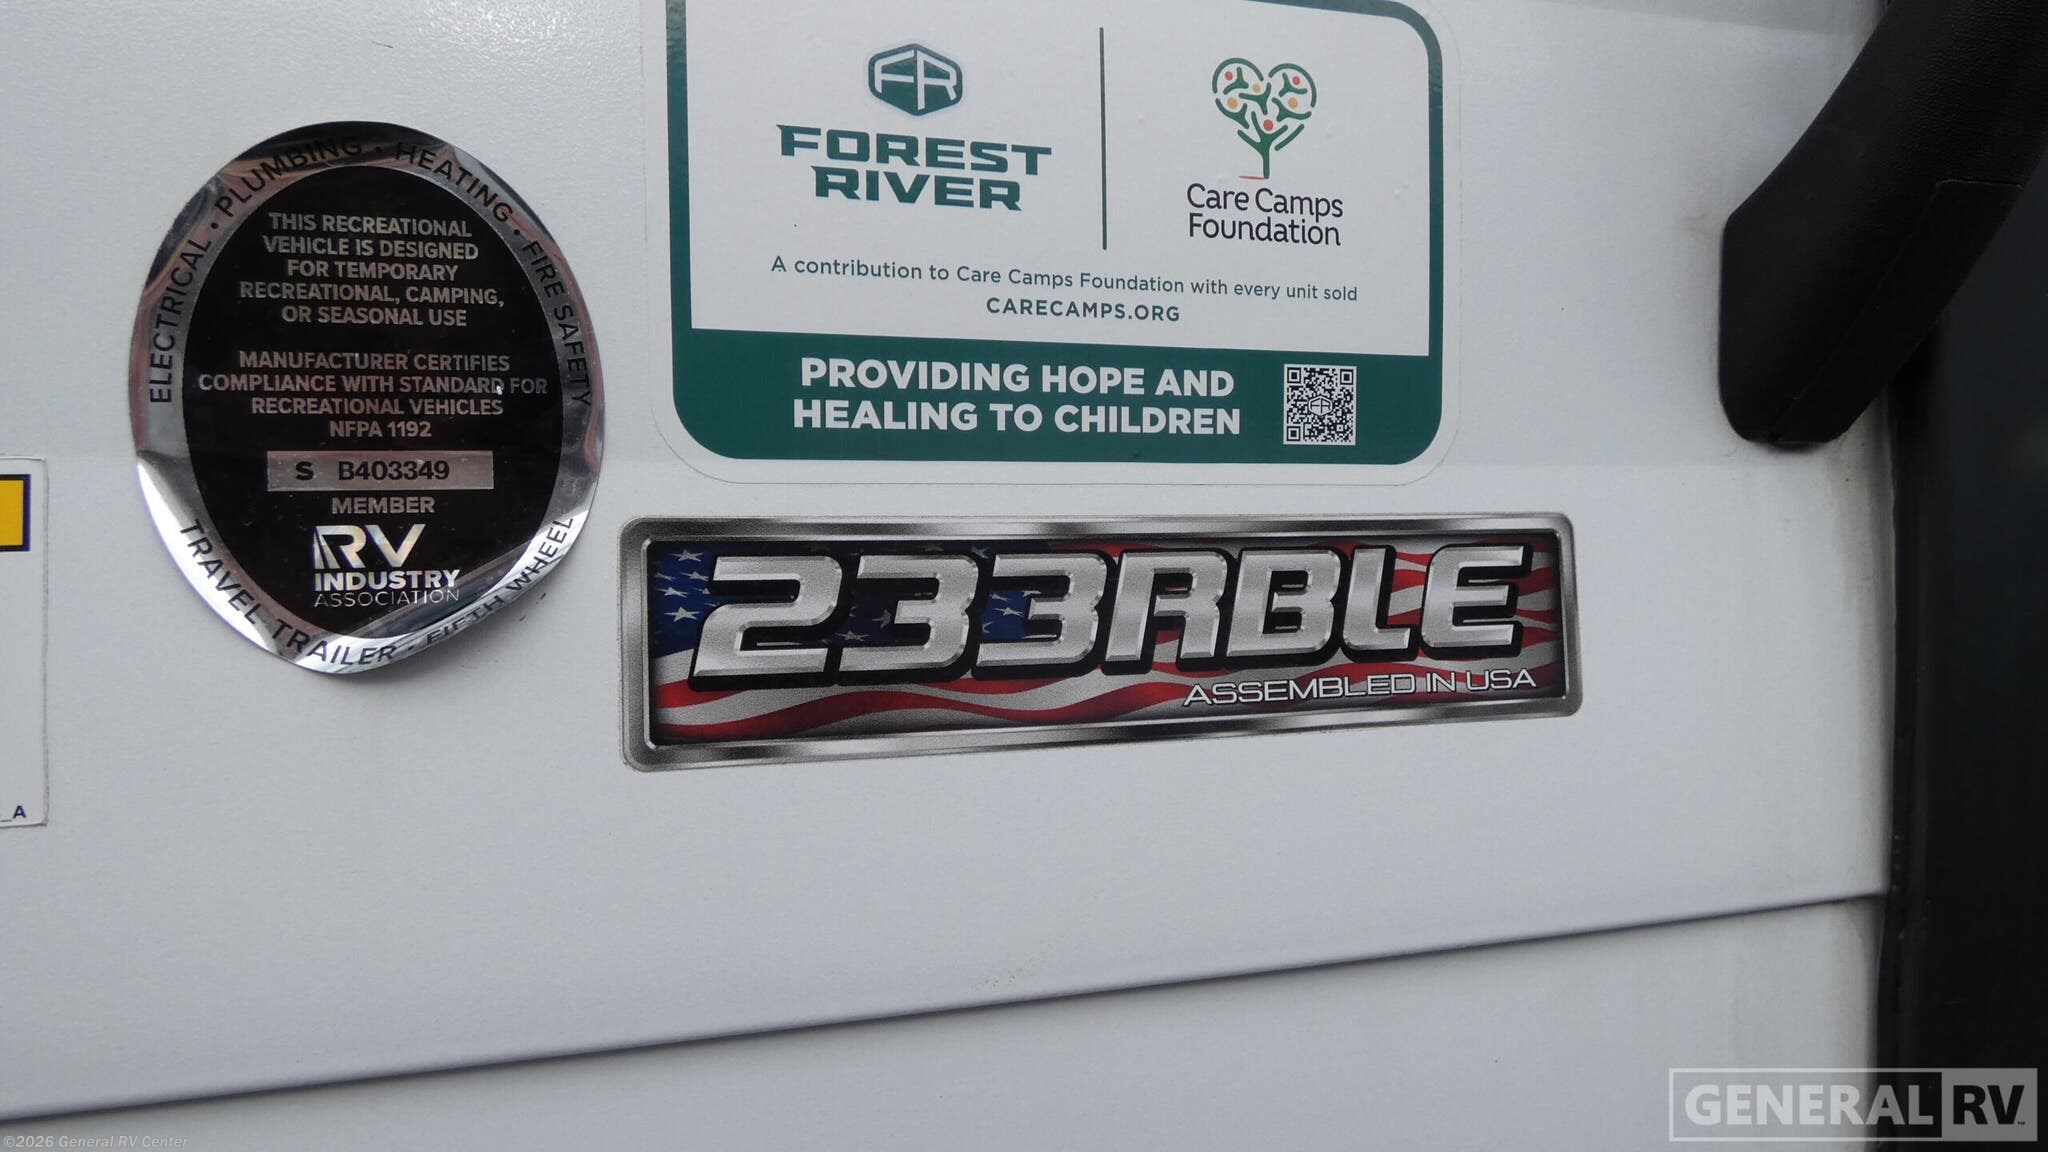 ELECTRICAL • PLUMBING • HEATING • FIRE SAFETY
THIS RECREATIONAL
VEHICLE IS DESIGNED
FOR TEMPORARY
RECREATIONAL, CAMPING,
OR SEASONAL USE
MANUFACTURER CERTIFIES
COMPLIANCE WITH STANDARD FOR
RECREATIONAL VEHICLES
NFPA 1192
S B403349
MEMBER
RV
INDUSTRY
ASSOCIATION
TRAVEL TRAILER • FIFTH WHEEL
FR
FOREST
RIVER
Care Camps
Foundation
A contribution to Care Camps Foundation with every unit sold
CARECAMPS.ORG
PROVIDING HOPE AND
HEALING TO CHILDREN
233RBLE
ASSEMBLED IN USA
_A
GENERAL RV™
©2026 General RV Center